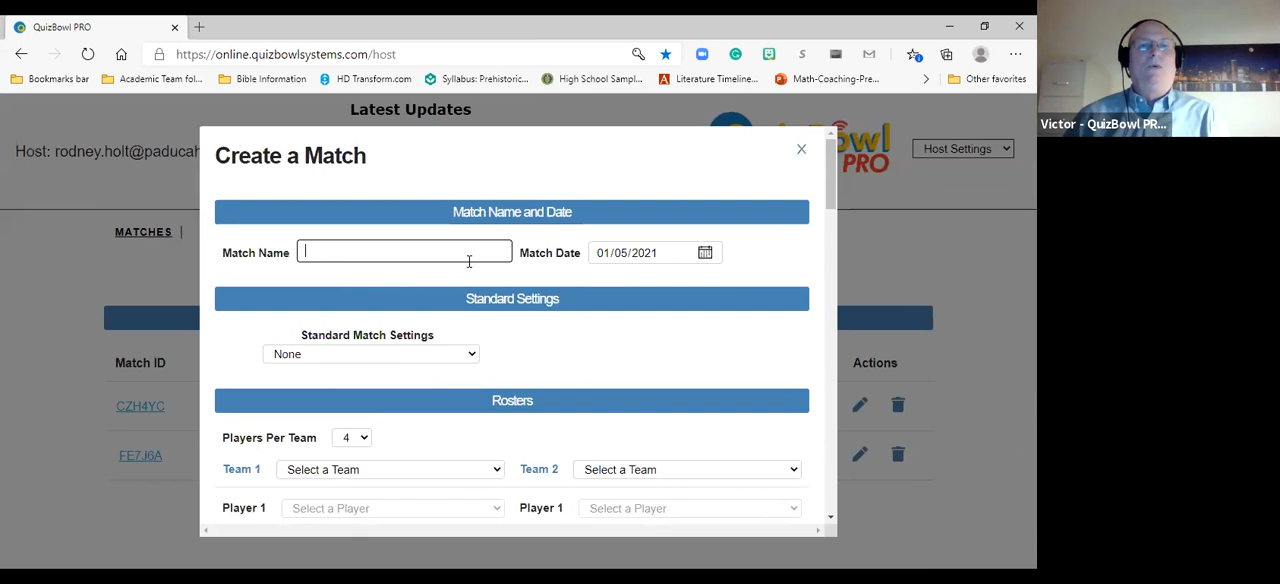 QuizBowl PRO
https://online.quizbowlsystems.com/host
Bookmarks bar Academic Team fol... Bible Information HD Transform.com Syllabus: Prehistoric... High School Sampl... Literature Timeline... Math-Coaching-Pre... Other favorites
Victor - QuizBowl PR...
Latest Updates
Host: rodney.holt@paducah
Bowl
PRO
Host Settings
Create a Match
Match Name and Date
MATCHES |
Match Name Match Date 01/05/2021
Standard Settings
Standard Match Settings
None
Match ID Actions
Rosters
CZH4YC
Players Per Team 4
FE7J6A
Team 1 Select a Team Team 2 Select a Team
Player 1 Select a Player Player 1 Select a Player